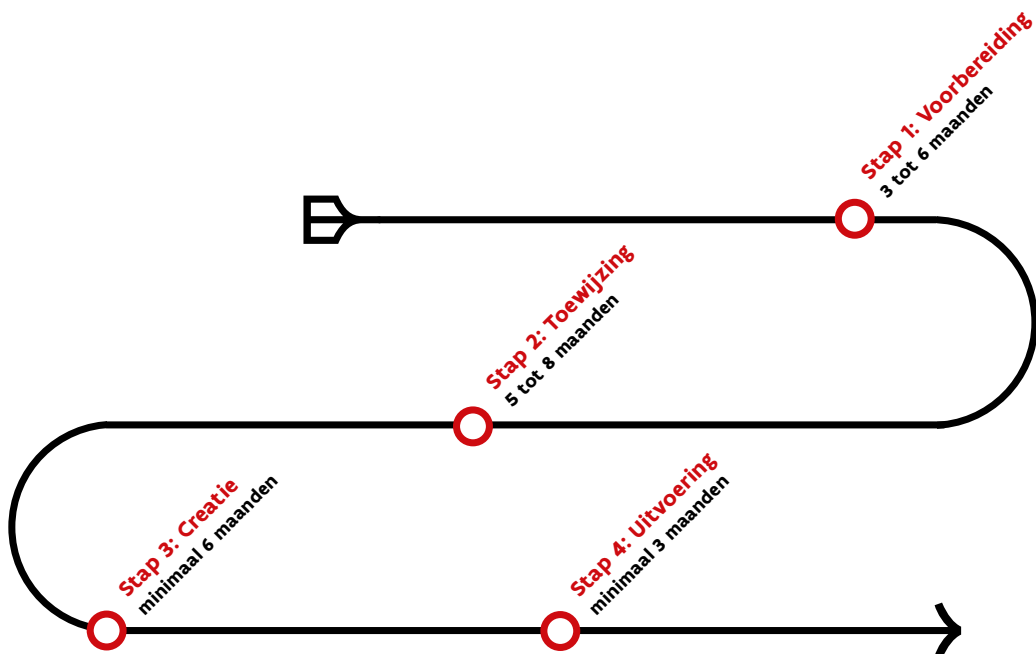 Stap 1: Voorbereiding
3 tot 6 maanden
Stap 2: Toewijzing
5 tot 8 maanden
Stap 3: Creatie
minimaal 6 maanden
Stap 4: Uitvoering
minimaal 3 maanden